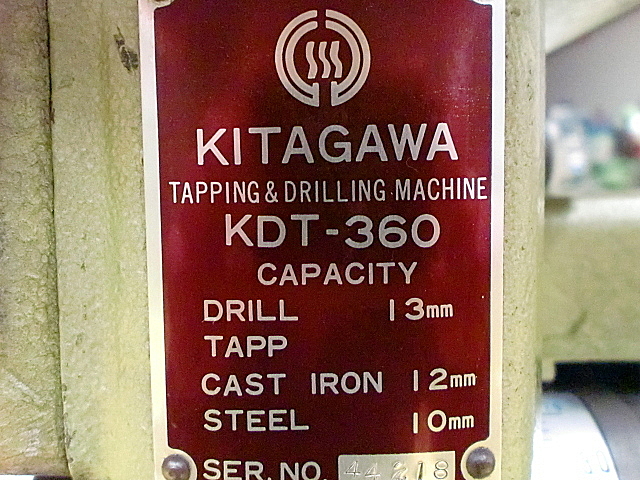 KITAGAWA
TAPPING & DRILLING MACHINE
KDT-360
CAPACITY
DRILL 13mm
TAPP
CAST IRON 12mm
STEEL 10mm
SER. NO. 44218